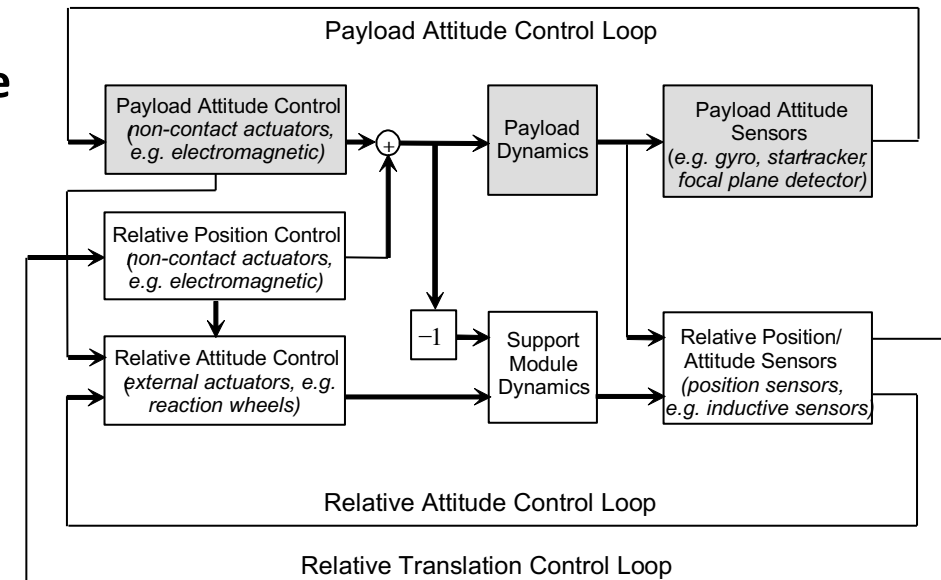 Payload Attitude Control Loop
e
Payload Attitude Control
(non-contact actuators,
e.g. electromagnetic)
+
Payload
Dynamics
Payload Attitude
Sensors
(e.g. gyro, startracker,
focal plane detector)
Relative Position Control
(non-contact actuators,
e.g. electromagnetic)
−1
Relative Attitude Control
(external actuators, e.g.
reaction wheels)
Support
Module
Dynamics
Relative Position/
Attitude Sensors
(position sensors,
e.g. inductive sensors)
Relative Attitude Control Loop
Relative Translation Control Loop